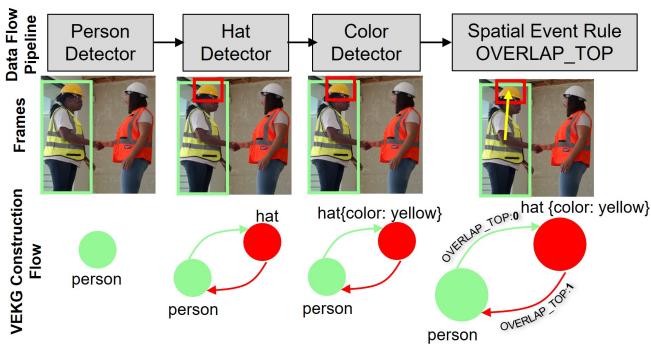 Data Flow
Pipeline
Person
Detector
Hat
Detector
Color
Detector
Spatial Event Rule
OVERLAP_TOP
Frames
VEKG Construction
Flow
person
hat
person
hat{color: yellow}
person
hat {color: yellow}
OVERLAP_TOP:0
OVERLAP_TOP:1
person